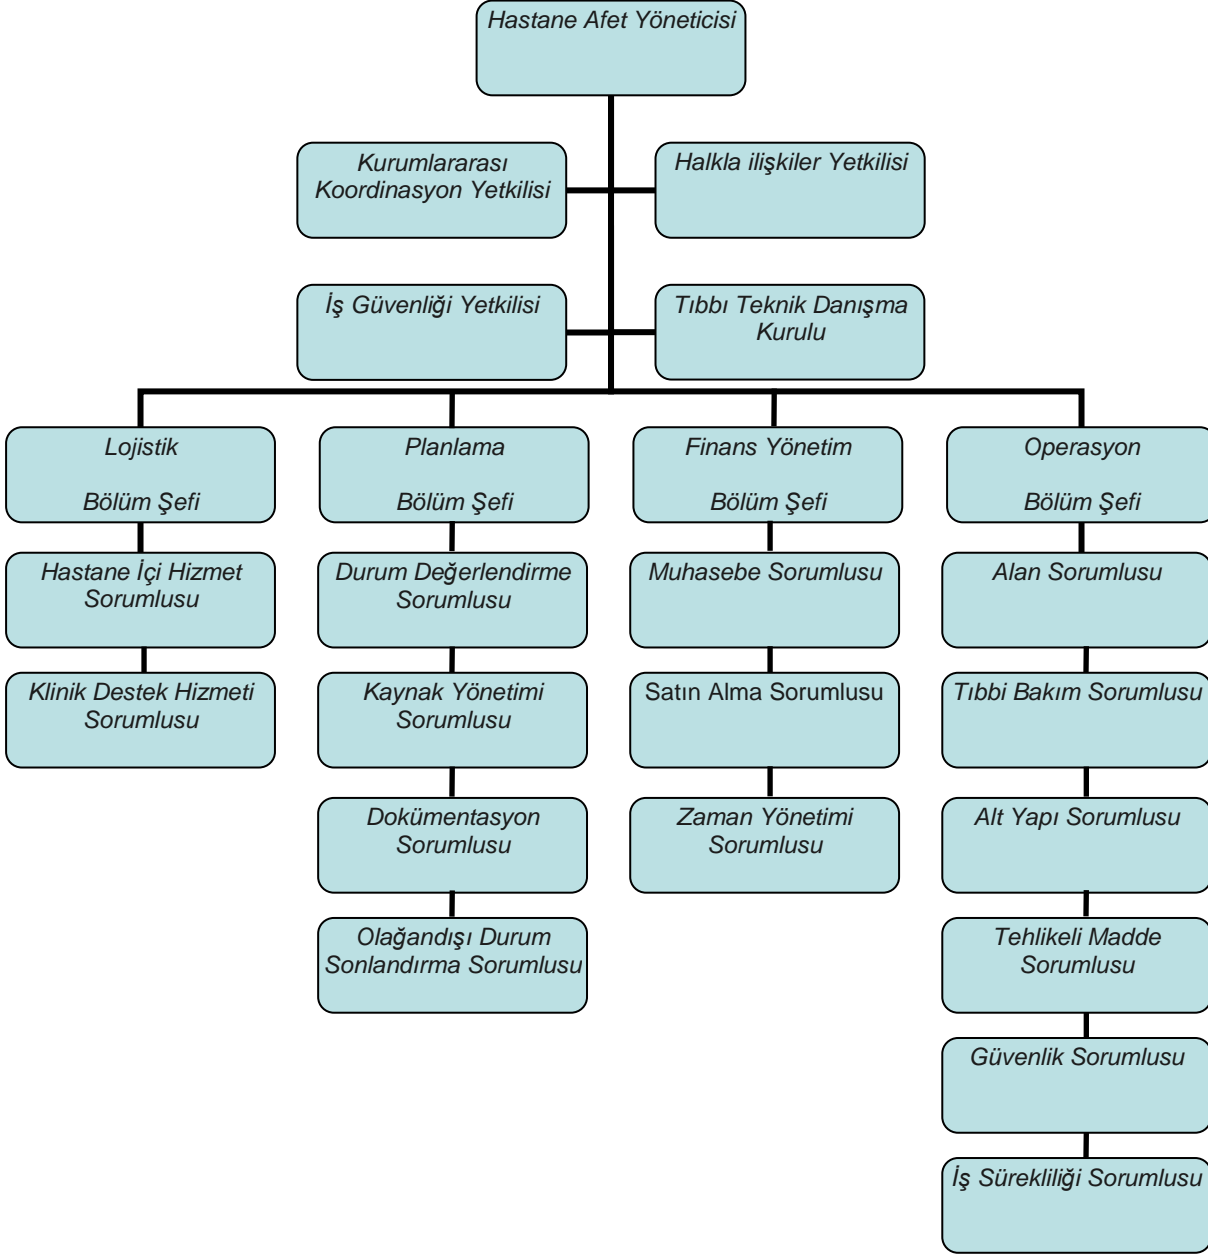 Hastane Afet Yöneticisi
Kurumlararası
Koordinasyon Yetkilisi
Halkla ilişkiler Yetkilisi
İş Güvenliği Yetkilisi
Tıbbı Teknik Danışma
Kurulu
Lojistik
Bölüm Şefi
Planlama
Bölüm Şefi
Finans Yönetim
Bölüm Şefi
Operasyon
Bölüm Şefi
Hastane İçi Hizmet
Sorumlusu
Durum Değerlendirme
Sorumlusu
Muhasebe Sorumlusu
Alan Sorumlusu
Klinik Destek Hizmeti
Sorumlusu
Kaynak Yönetimi
Sorumlusu
Satın Alma Sorumlusu
Tıbbi Bakım Sorumlusu
Dokümentasyon
Sorumlusu
Zaman Yönetimi
Sorumlusu
Alt Yapı Sorumlusu
Olağandışı Durum
Sonlandırma Sorumlusu
Tehlikeli Madde
Sorumlusu
Güvenlik Sorumlusu
İş Sürekliliği Sorumlusu